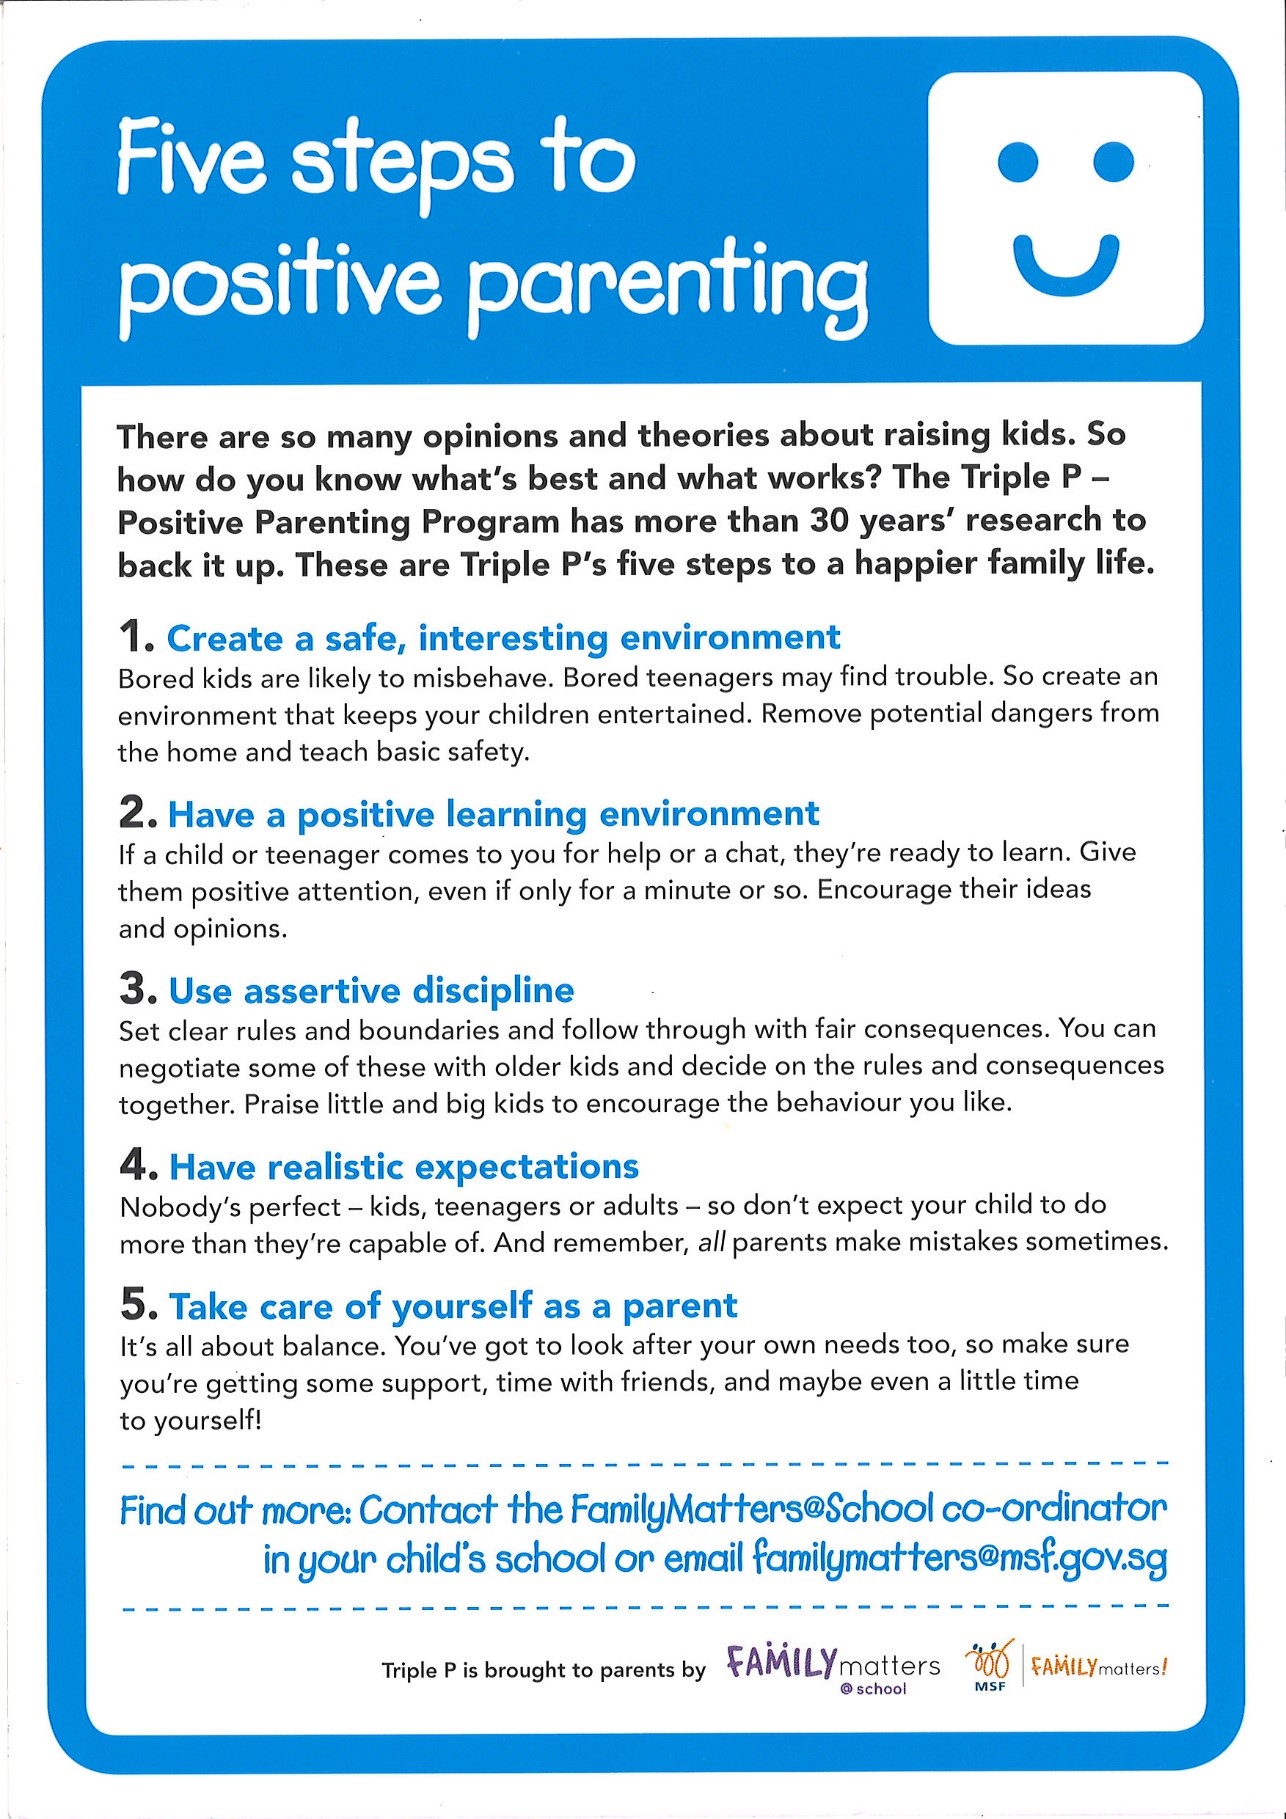 Five steps to
positive parenting
There are so many opinions and theories about raising kids. So
how do you know what's best and what works? The Triple P –
Positive Parenting Program has more than 30 years' research to
back it up. These are Triple P's five steps to a happier family life.
1. Create a safe, interesting environment
Bored kids are likely to misbehave. Bored teenagers may find trouble. So create an
environment that keeps your children entertained. Remove potential dangers from
the home and teach basic safety.
2. Have a positive learning environment
If a child or teenager comes to you for help or a chat, they're ready to learn. Give
them positive attention, even if only for a minute or so. Encourage their ideas
and opinions.
3. Use assertive discipline
Set clear rules and boundaries and follow through with fair consequences. You can
negotiate some of these with older kids and decide on the rules and consequences
together. Praise little and big kids to encourage the behaviour you like.
4. Have realistic expectations
Nobody's perfect – kids, teenagers or adults – so don't expect your child to do
more than they're capable of. And remember, all parents make mistakes sometimes.
5. Take care of yourself as a parent
It's all about balance. You've got to look after your own needs too, so make sure
you're getting some support, time with friends, and maybe even a little time
to yourself!
Find out more: Contact the FamilyMatters@School co-ordinator
in your child's school or email familymatters@msf.gov.sg
Triple P is brought to parents by FAMILYmatters @ school MSF FAMILYmatters!